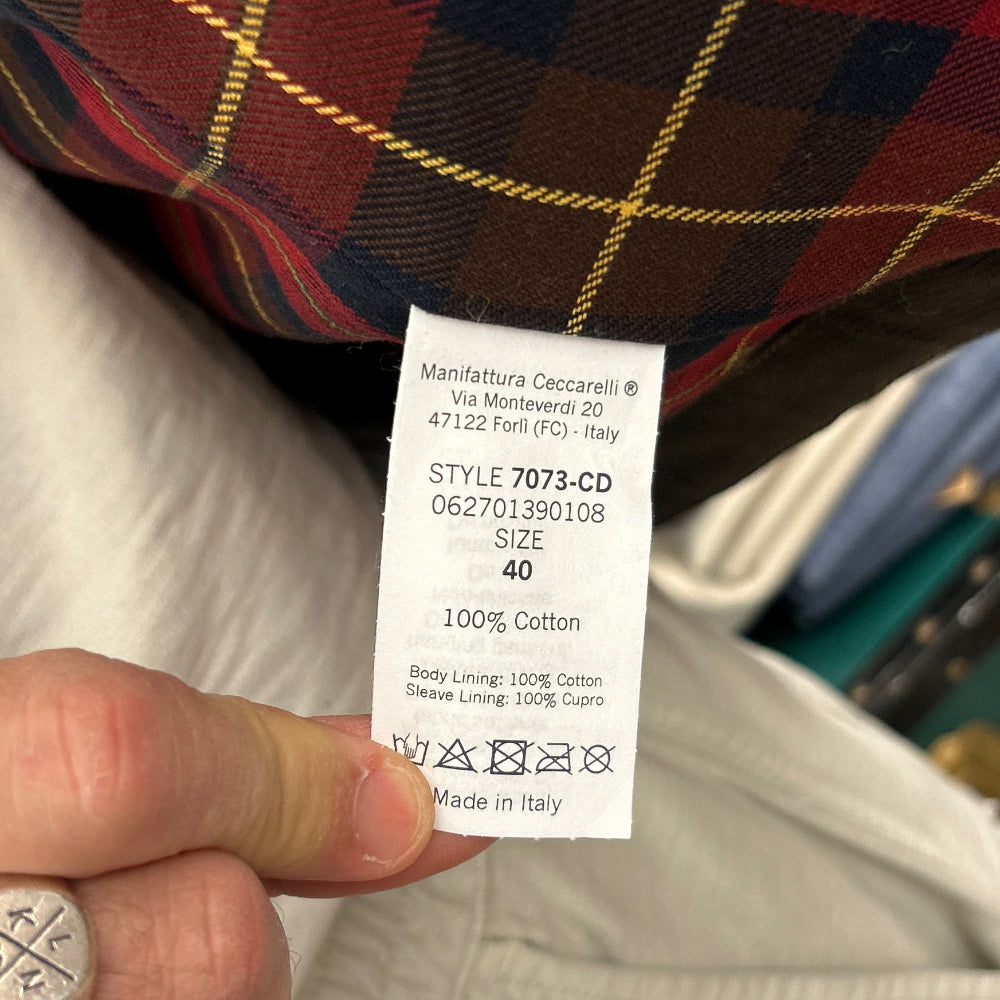 Manifattura Ceccarelli ®
Via Monteverdi 20
47122 Forlì (FC) - Italy
STYLE 7073-CD
062701390108
SIZE
40
100% Cotton
Body Lining: 100% Cotton
Sleave Lining: 100% Cupro
Made in Italy
K
L
N